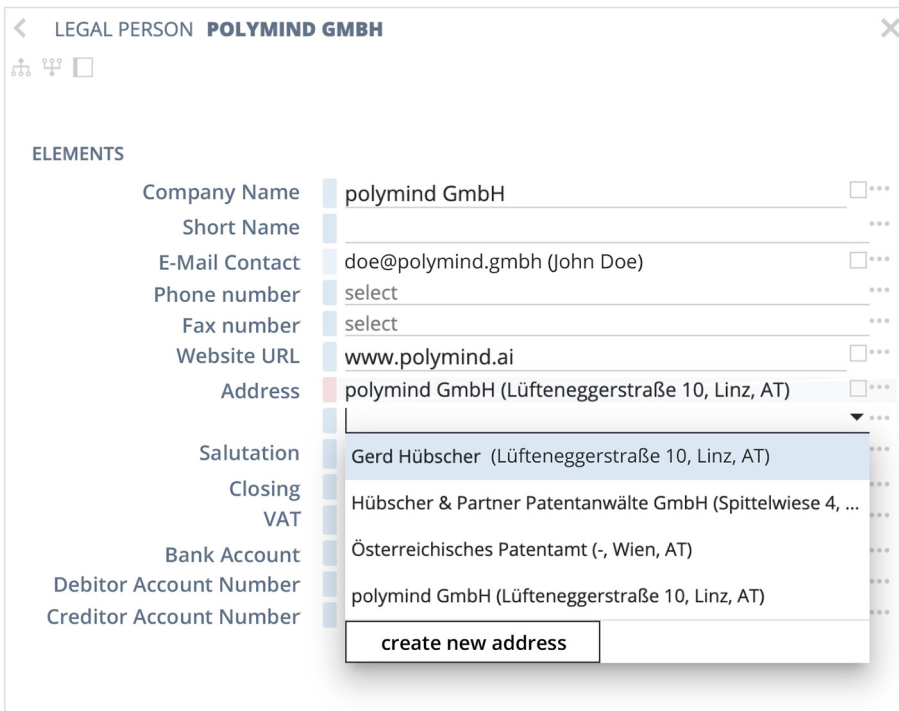 LEGAL PERSON POLYMIND GMBH
ELEMENTS
Company Name polymind GmbH
Short Name
E-Mail Contact doe@polymind.gmbh (John Doe)
Phone number select
Fax number select
Website URL www.polymind.ai
Address polymind GmbH (Lüfteneggerstraße 10, Linz, AT)
Salutation Gerd Hübscher (Lüfteneggerstraße 10, Linz, AT)
Closing Hübscher & Partner Patentanwälte GmbH (Spittelwiese 4, ...
VAT
Bank Account Österreichisches Patentamt (-, Wien, AT)
Debitor Account Number polymind GmbH (Lüfteneggerstraße 10, Linz, AT)
Creditor Account Number
create new address